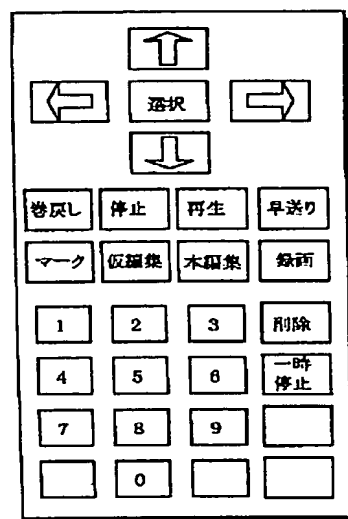 選択
巻戻し 停止 再生 早送り
マーク 仮編集 本編集 録画
1 2 3 削除
4 5 6 一時停止
7 8 9
0